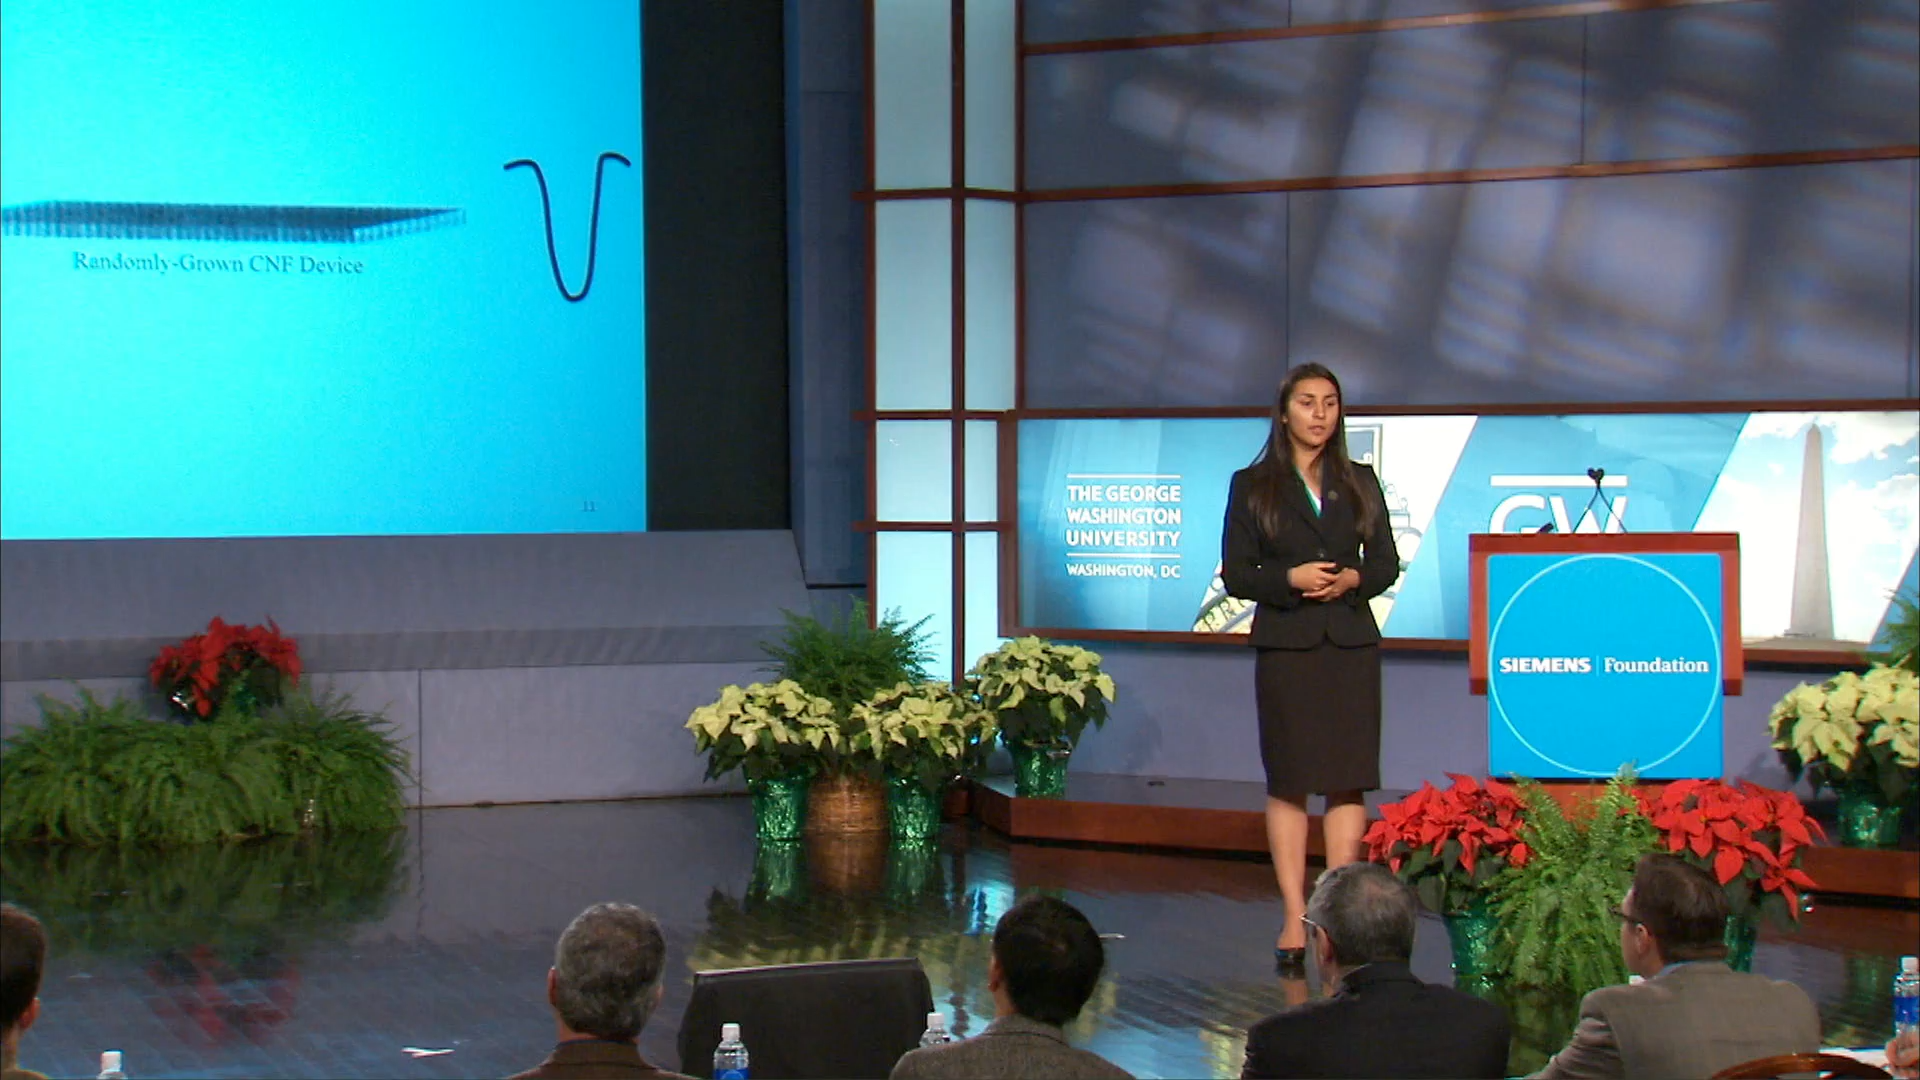 Randomly-Grown CNF Device
11
THE GEORGE
WASHINGTON
UNIVERSITY
WASHINGTON, DC
GW
SIEMENS | Foundation